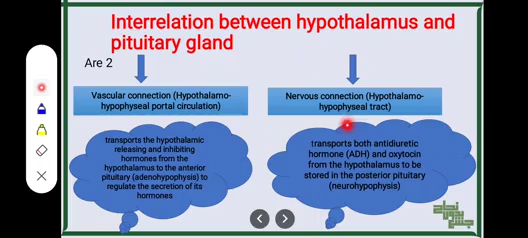 Interrelation between hypothalamus and
pituitary gland
Are 2
Vascular connection (Hypothalamo-
hypophyseal portal circulation)
Nervous connection (Hypothalamo-
hypophyseal tract)
transports the hypothalamic
releasing and inhibiting
hormones from the
hypothalamus to the anterior
pituitary (adenohypophysis) to
regulate the secretion of its
hormones
transports both antidiuretic
hormone (ADH) and oxytocin
from the hypothalamus to be
stored in the posterior pituitary
(neurohypophysis)